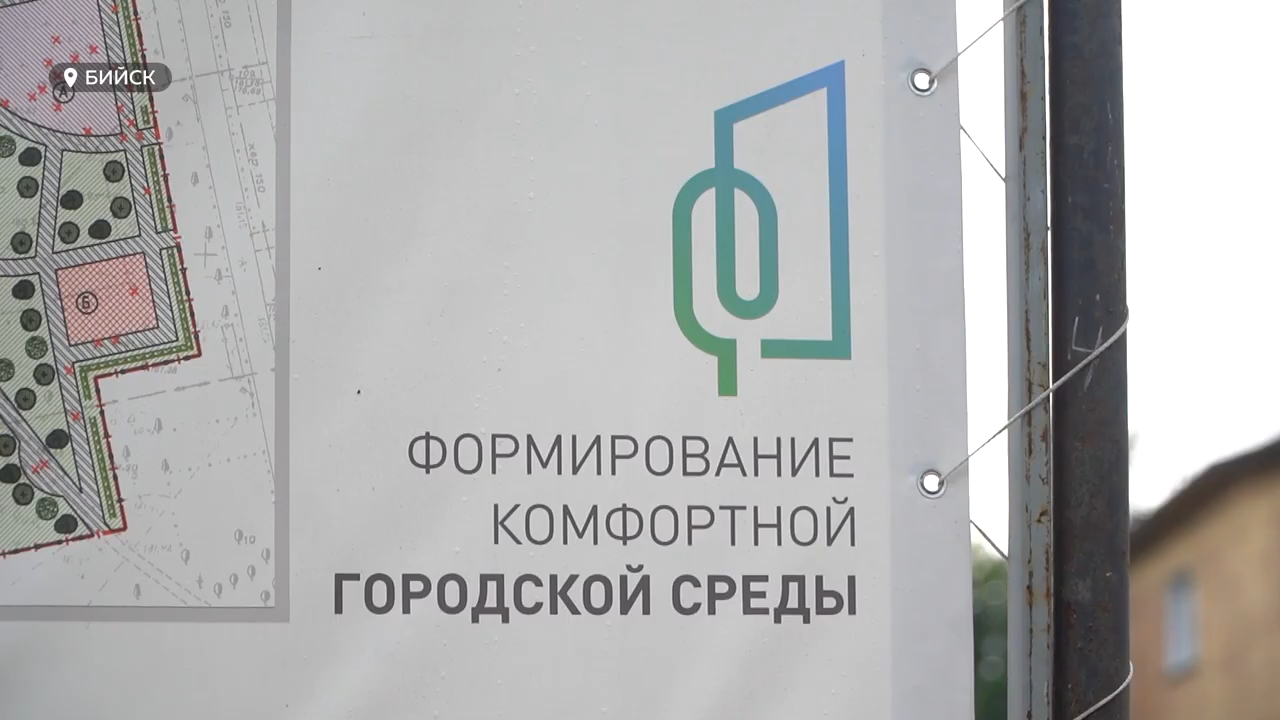 БИЙСК
А
Б
ФОРМИРОВАНИЕ
КОМФОРТНОЙ
ГОРОДСКОЙ СРЕДЫ